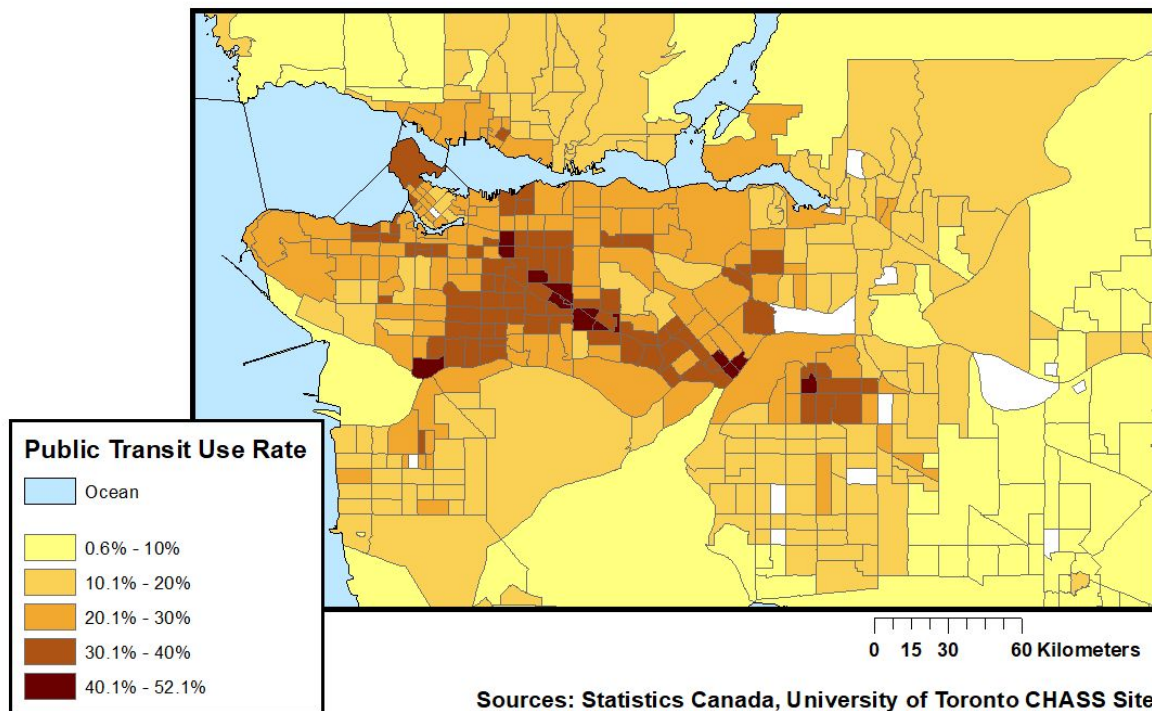 Public Transit Use Rate
Ocean
0.6% - 10%
10.1% - 20%
20.1% - 30%
30.1% - 40%
40.1% - 52.1%
0 15 30 60 Kilometers
Sources: Statistics Canada, University of Toronto CHASS Site